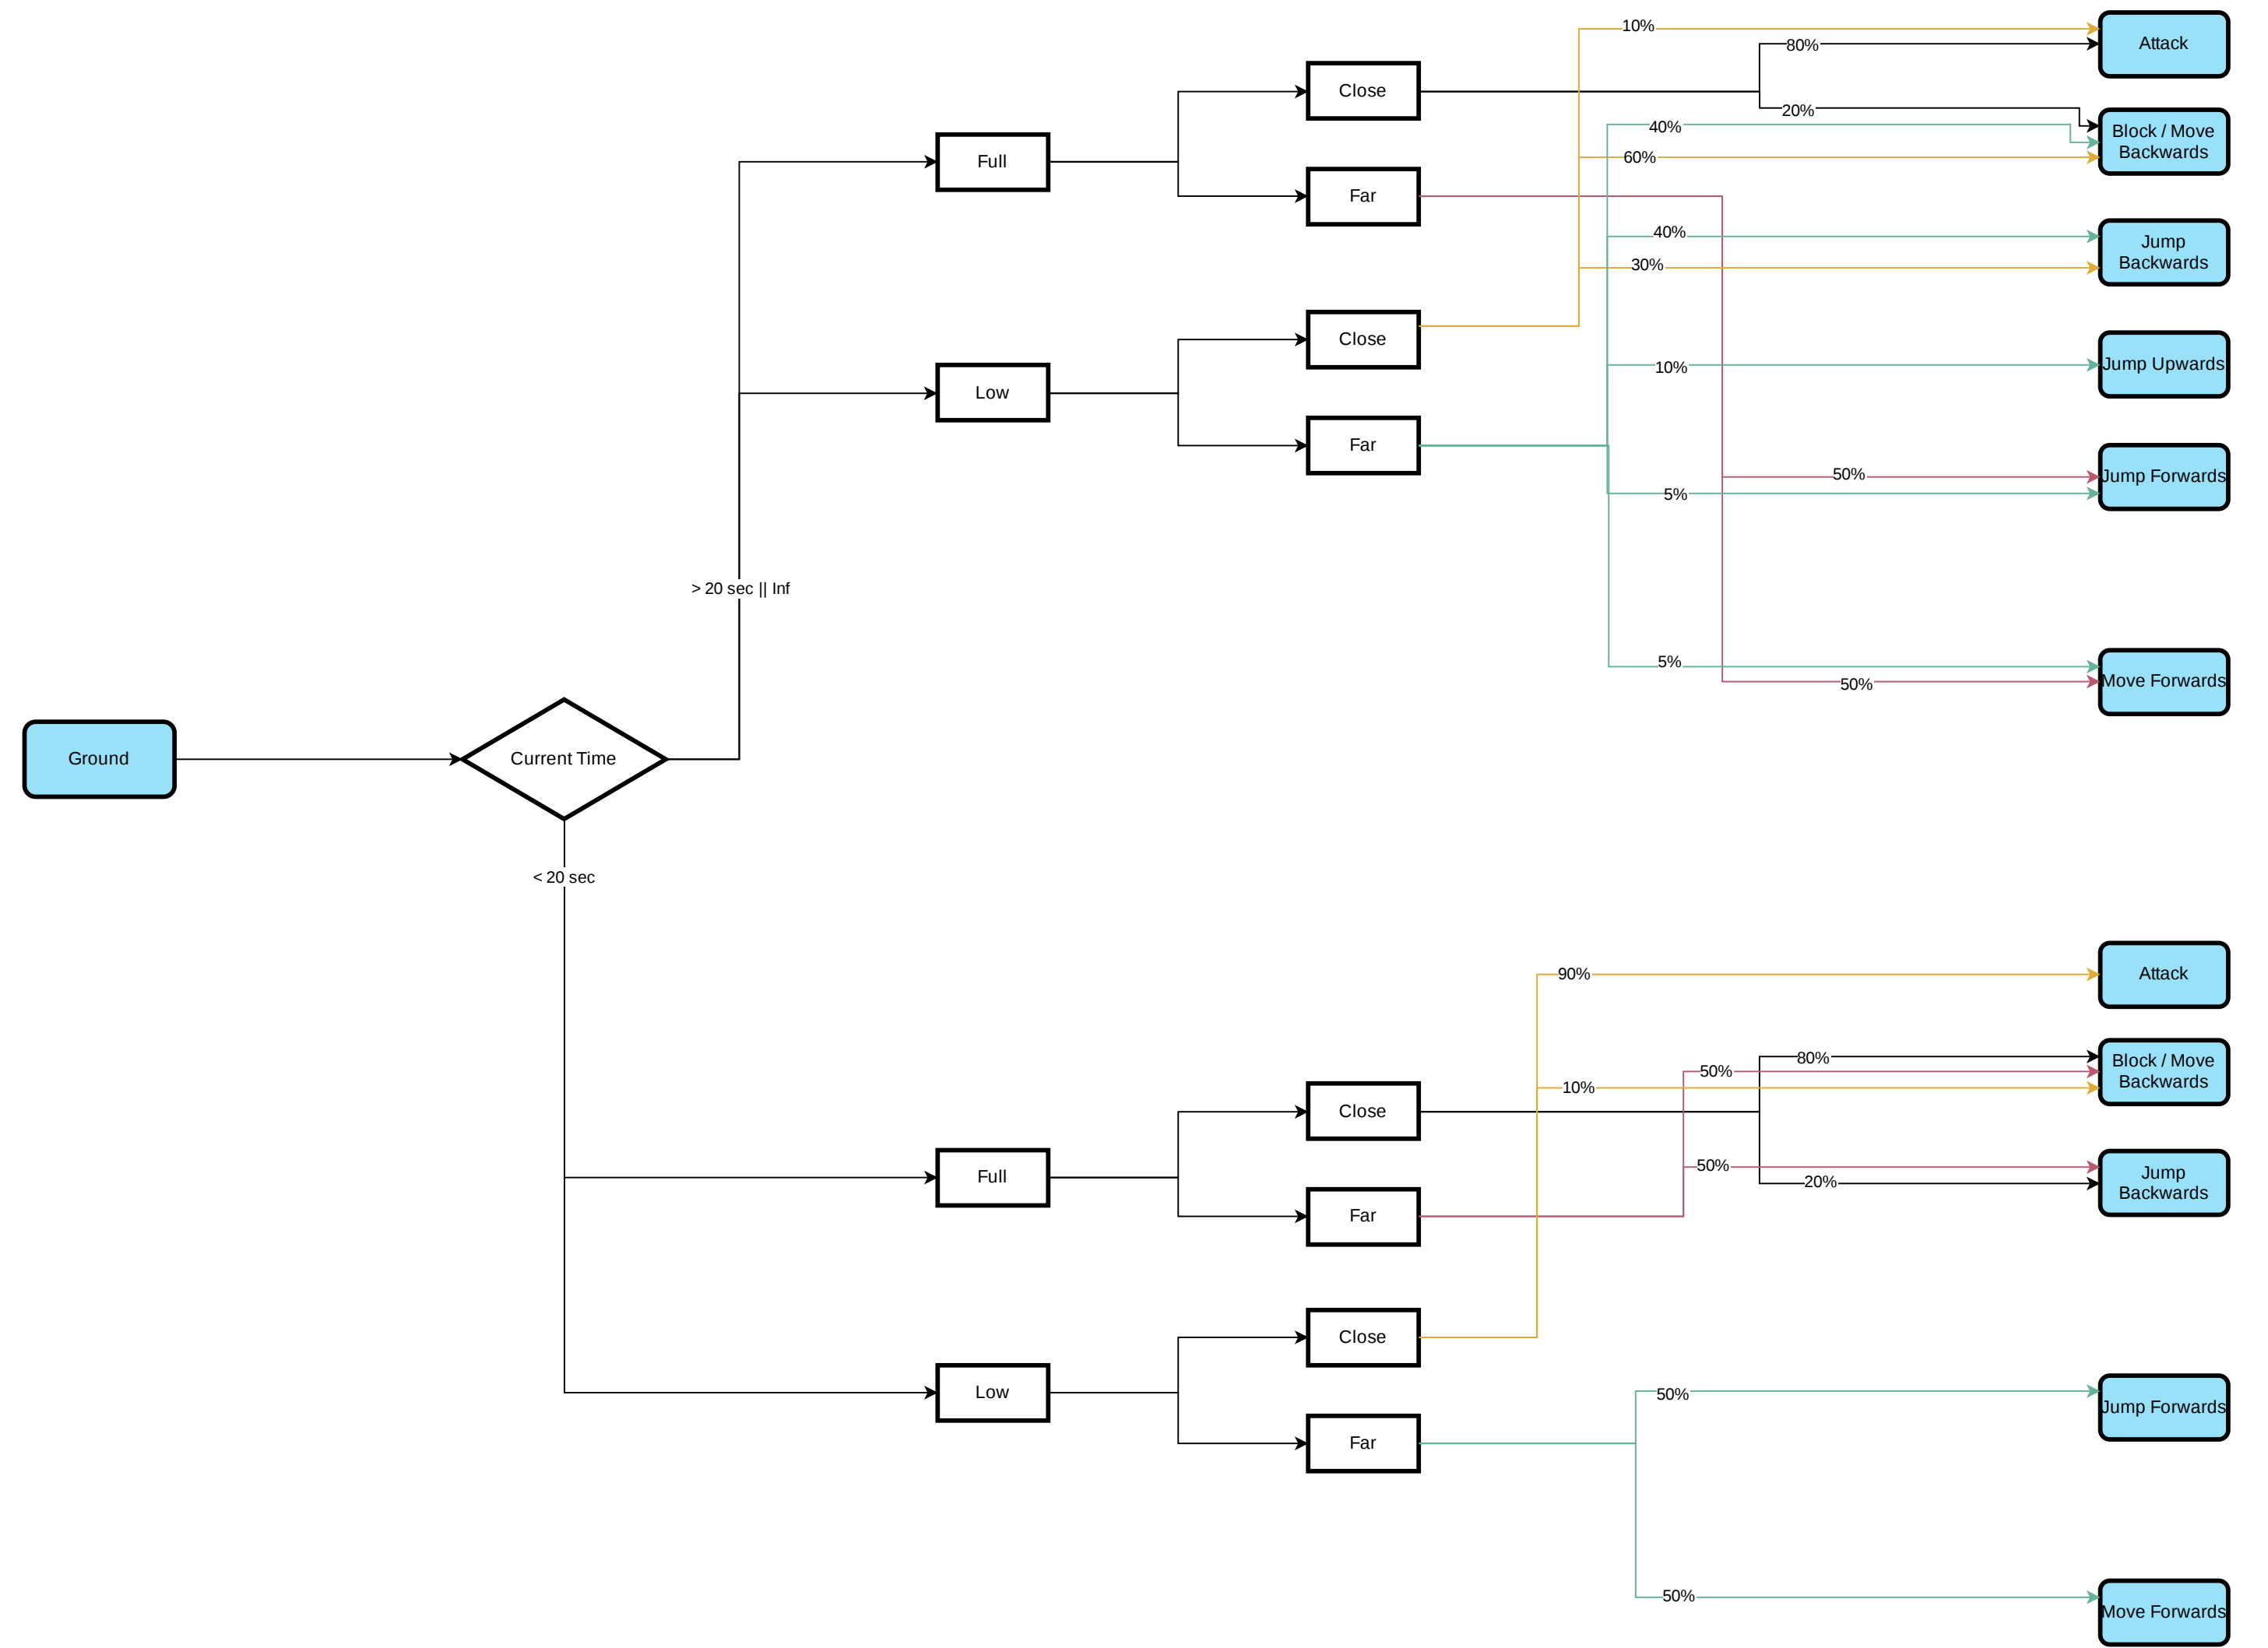 10%
Attack
80%
Close
20%
40%
Block / Move
Backwards
Full
60%
Far
40%
Jump
Backwards
30%
Close
Jump Upwards
10%
Low
Far
50%
Jump Forwards
5%
> 20 sec || Inf
5%
50%
Move Forwards
Ground
Current Time
< 20 sec
90%
Attack
80%
50%
10%
Block / Move
Backwards
Close
Full
50%
20%
Jump
Backwards
Far
Close
Low
50%
Jump Forwards
Far
50%
Move Forwards